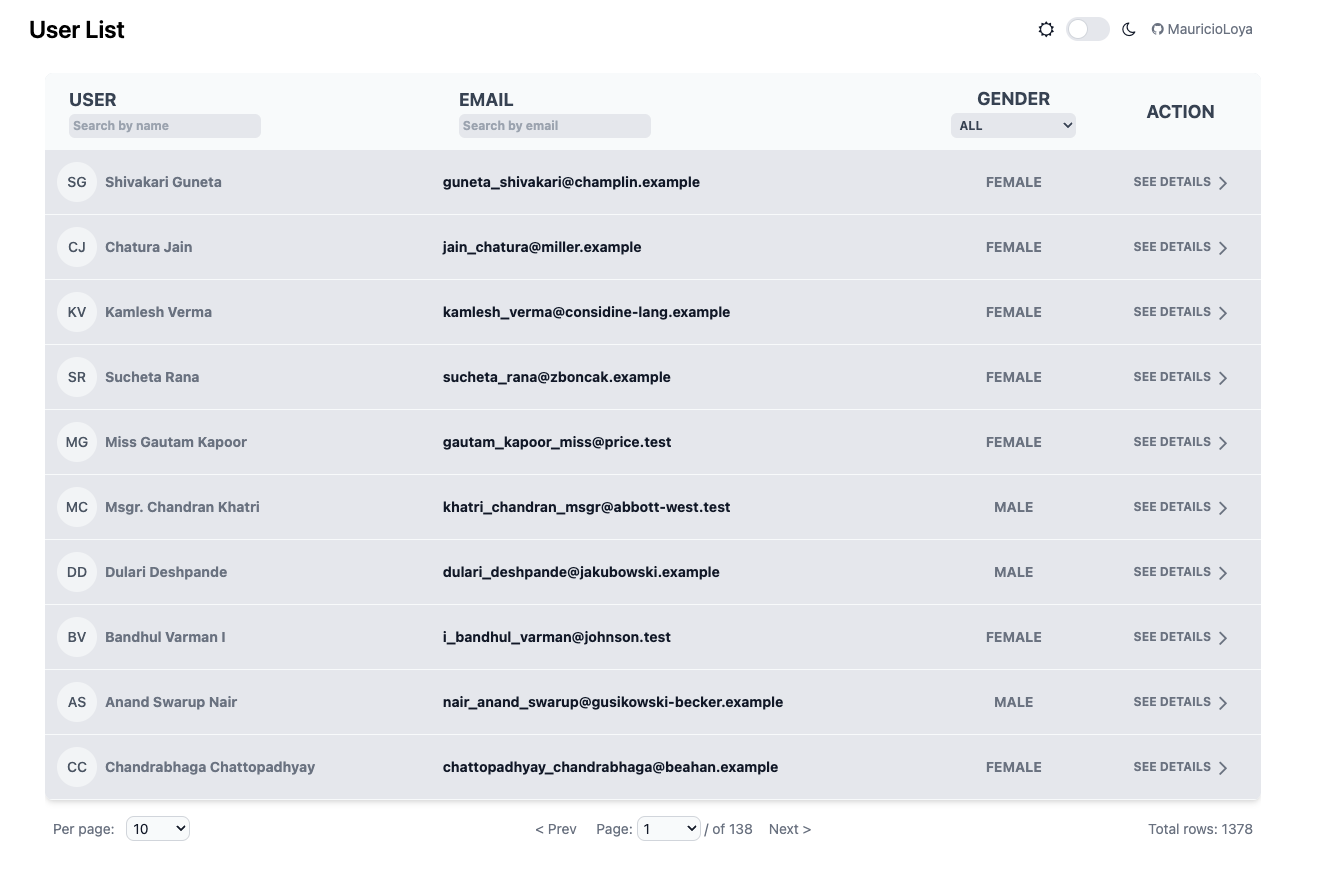 User List
MauricioLoya
USER EMAIL GENDER ACTION
Search by name Search by email ALL
SG Shivakari Guneta guneta_shivakari@champlin.example FEMALE SEE DETAILS
CJ Chatura Jain jain_chatura@miller.example FEMALE SEE DETAILS
KV Kamlesh Verma kamlesh_verma@considine-lang.example FEMALE SEE DETAILS
SR Sucheta Rana sucheta_rana@zboncak.example FEMALE SEE DETAILS
MG Miss Gautam Kapoor gautam_kapoor_miss@price.test FEMALE SEE DETAILS
MC Msgr. Chandran Khatri khatri_chandran_msgr@abbott-west.test MALE SEE DETAILS
DD Dulari Deshpande dulari_deshpande@jakubowski.example MALE SEE DETAILS
BV Bandhul Varman I i_bandhul_varman@johnson.test FEMALE SEE DETAILS
AS Anand Swarup Nair nair_anand_swarup@gusikowski-becker.example MALE SEE DETAILS
CC Chandrabhaga Chattopadhyay chattopadhyay_chandrabhaga@beahan.example FEMALE SEE DETAILS
Per page: 10 < Prev Page: 1 / of 138 Next > Total rows: 1378